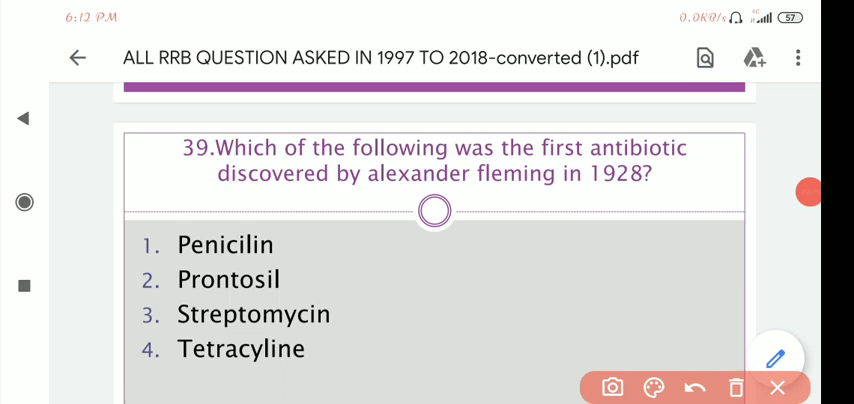 6:12 PM 0.0KB/s 4G 57
ALL RRB QUESTION ASKED IN 1997 TO 2018-converted (1).pdf
39.Which of the following was the first antibiotic
discovered by alexander fleming in 1928?
1. Penicilin
2. Prontosil
3. Streptomycin
4. Tetracyline